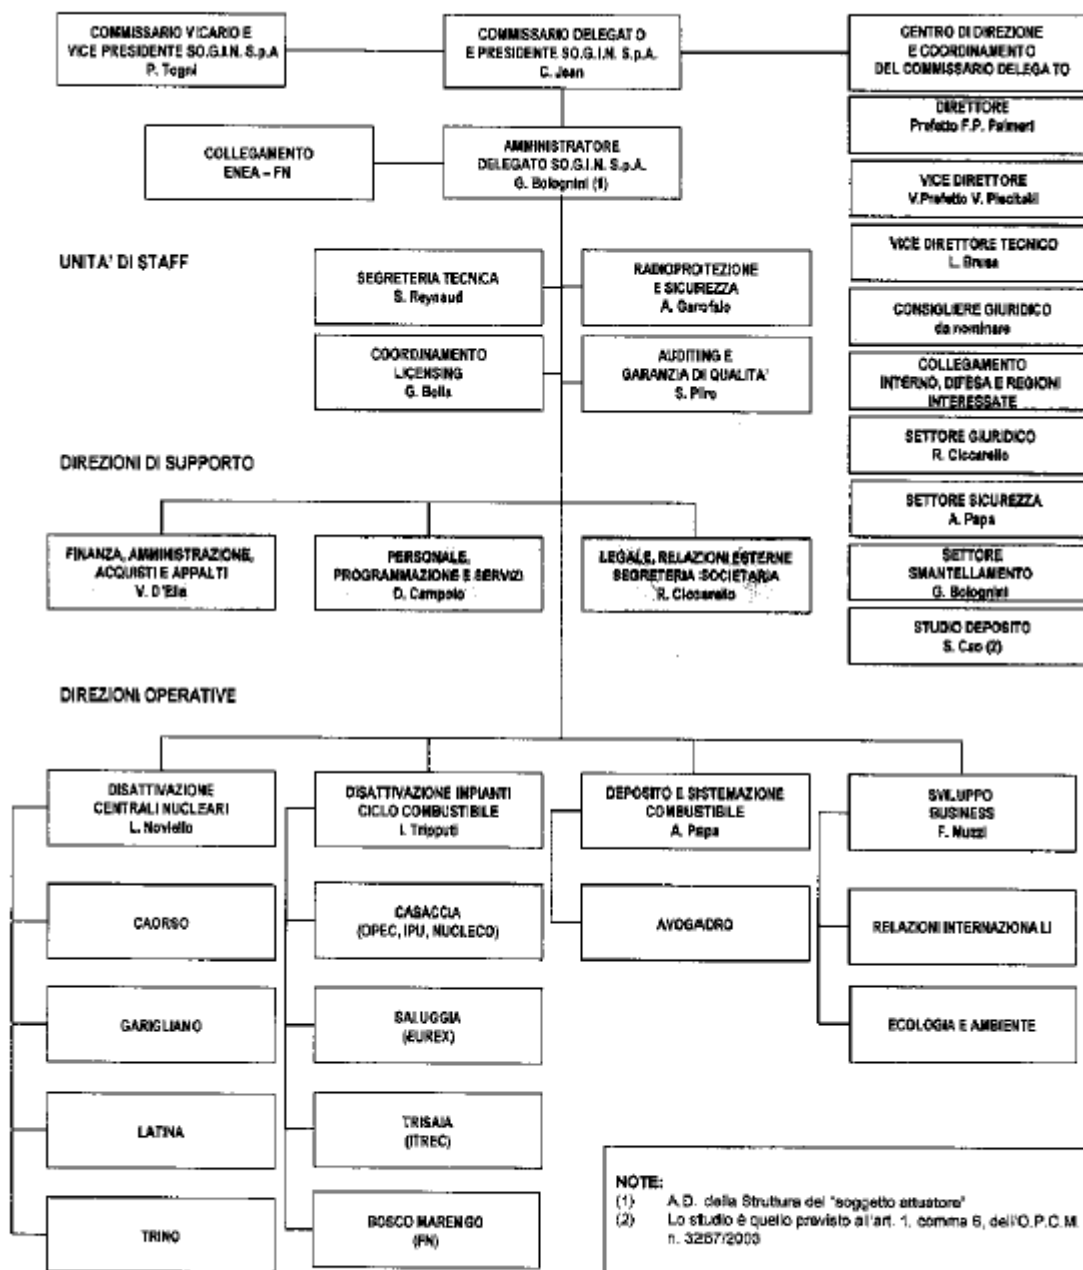 COMMISSARIO VICARIO E
VICE PRESIDENTE SO.G.I.N. S.p.A
P. Togni
COMMISSARIO DELEGATO
E PRESIDENTE SO.G.I.N. S.p.A.
C. Jean
CENTRO DI DIREZIONE
E COORDINAMENTO
DEL COMMISSARIO DELEGATO
COLLEGAMENTO
ENEA – FN
AMMINISTRATORE
DELEGATO SO.G.I.N. S.p.A.
G. Bolognini (1)
DIRETTORE
Prefetto F.P.
VICE DIRETTORE
V.Prefetto V. Piscitelli
VICE DIRETTORE TECNICO
L. Brusa
CONSIGLIERE GIURIDICO
da nominare
COLLEGAMENTO
INTERNO, DIFESA E REGIONI
INTERESSATE
SETTORE GIURIDICO
R. Ciccarello
SETTORE SICUREZZA
A. Papa
SETTORE
SMANTELLAMENTO
G. Bolognini
STUDIO DEPOSITO
S. Cao (2)
UNITA' DI STAFF
SEGRETERIA TECNICA
S. Reynaud
RADIOPROTEZIONE
E SICUREZZA
A. Garofalo
COORDINAMENTO
LICENSING
G. Bolla
AUDITING E
GARANZIA DI QUALITA'
S. Piro
DIREZIONI DI SUPPORTO
FINANZA, AMMINISTRAZIONE,
ACQUISTI E APPALTI
V. D'Elia
PERSONALE,
PROGRAMMAZIONE E SERVIZI
D. Campolo
LEGALE, RELAZIONI ESTERNE
SEGRETERIA SOCIETARIA
R. Ciccarello
DIREZIONI OPERATIVE
DISATTIVAZIONE
CENTRALI NUCLEARI
L. Noviello
DISATTIVAZIONE IMPIANTI
CICLO COMBUSTIBILE
I. Tripputi
DEPOSITO E SISTEMAZIONE
COMBUSTIBILE
A. Papa
SVILUPPO
BUSINESS
F. Muzzi
CAORSO
CASACCIA
(OPEC, IPU, NUCLECO)
AVOGADRO
RELAZIONI INTERNAZIONALI
GARIGLIANO
SALUGGIA
(EUREX)
ECOLOGIA E AMBIENTE
LATINA
TRISAIA
(ITREC)
TRINO
BOSCO MARENGO
(FN)
NOTE:
(1) A.D. della Struttura del "soggetto attuatore"
(2) Lo studio è quello previsto all'art. 1, comma 6, dell'O.P.C.M.
n. 3267/2003